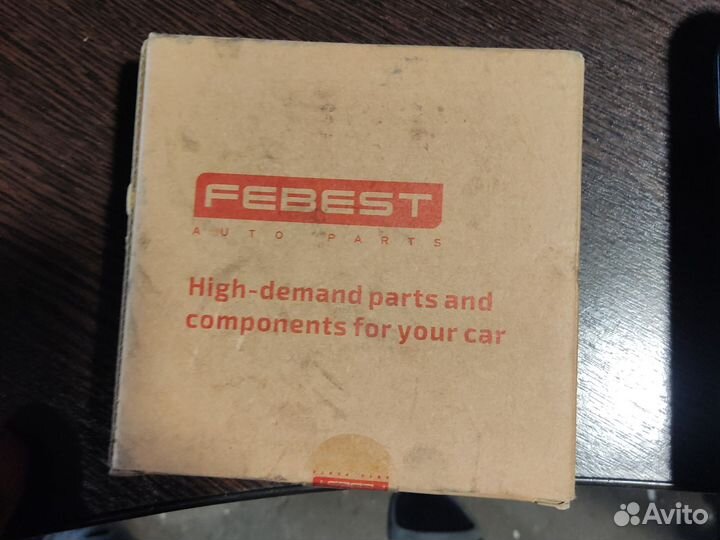 FEBEST
AUTO PARTS
High-demand parts and
components for your car
Avito